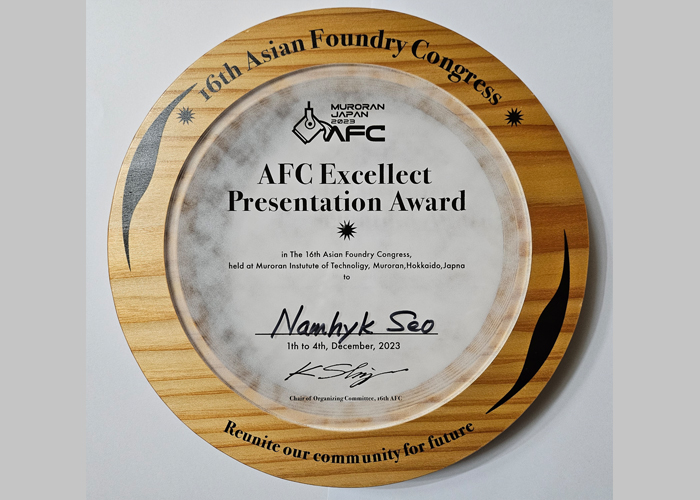 16th Asian Foundry Congress
MURORAN
JAPAN
2023
AFC
AFC Excellect
Presentation Award
in The 16th Asian Foundry Congress,
held at Muroran Instutute of Technoligy, Muroran,Hokkaido,Japna
to
Namhyk Seo
1th to 4th, December, 2023
Chair of Organizing Committee, 16th AFC
Reunite our community for future